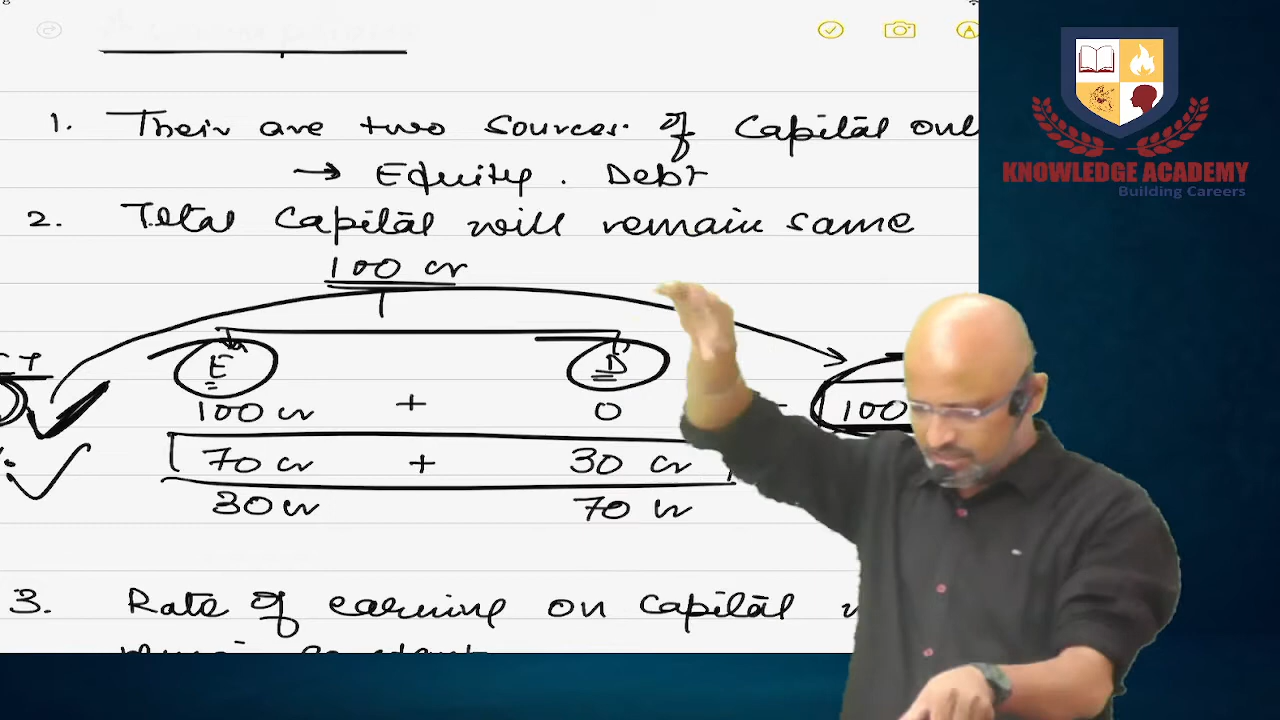 1. Their are two sources of Capital onl
→ Equity. Debt
2. Total Capital will remain same
100 cr
E D
100 cr + 0 - 100
70 cr + 30 cr
30 cr 70 cr
3. Rate of earning on Capital
KNOWLEDGE ACADEMY
Building Careers